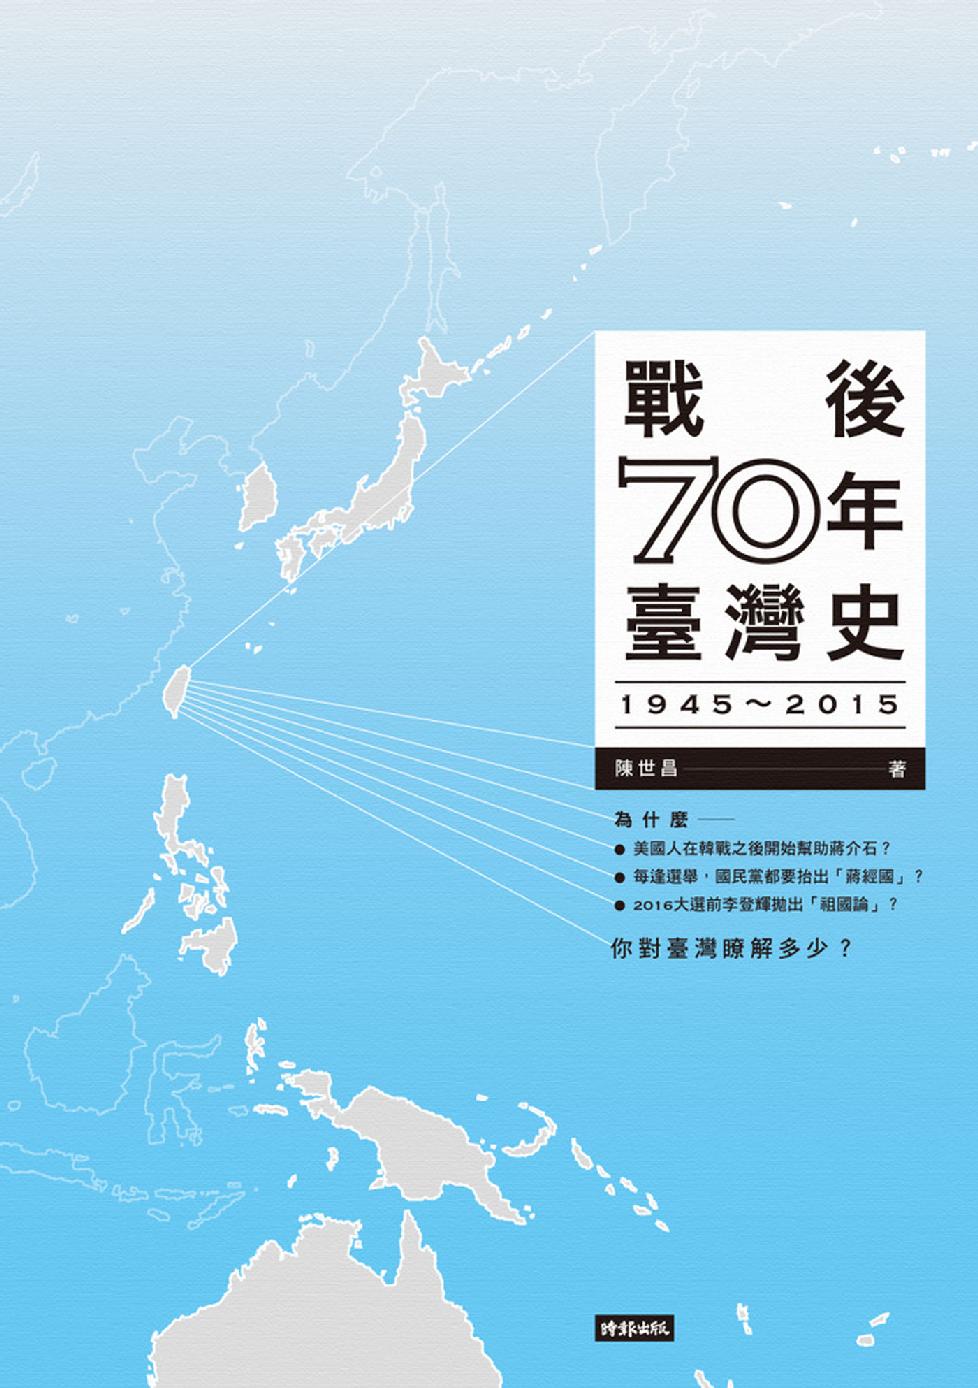 戰後
70年
臺灣史
1945～2015
陳世昌 著
為什麼——
●美國人在韓戰之後開始幫助蔣介石？
●每逢選舉，國民黨都要抬出「蔣經國」？
●2016大選前李登輝拋出「祖國論」？
你對臺灣瞭解多少？
時報出版